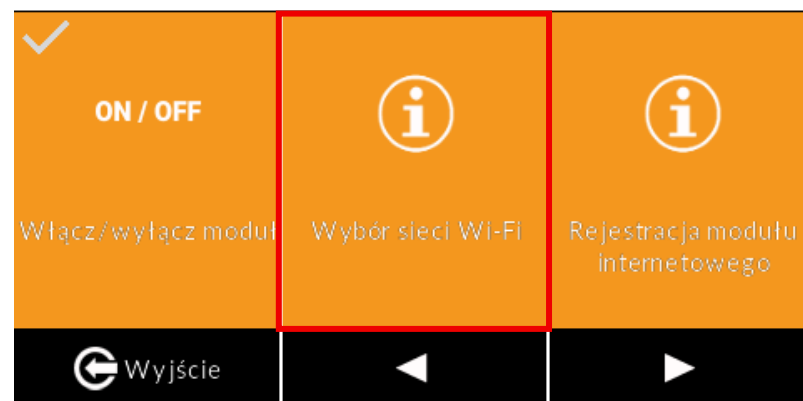 ON / OFF
Włącz/wyłącz moduł
Wybór sieci Wi-Fi
Rejestracja modułu
internetowego
Wyjście